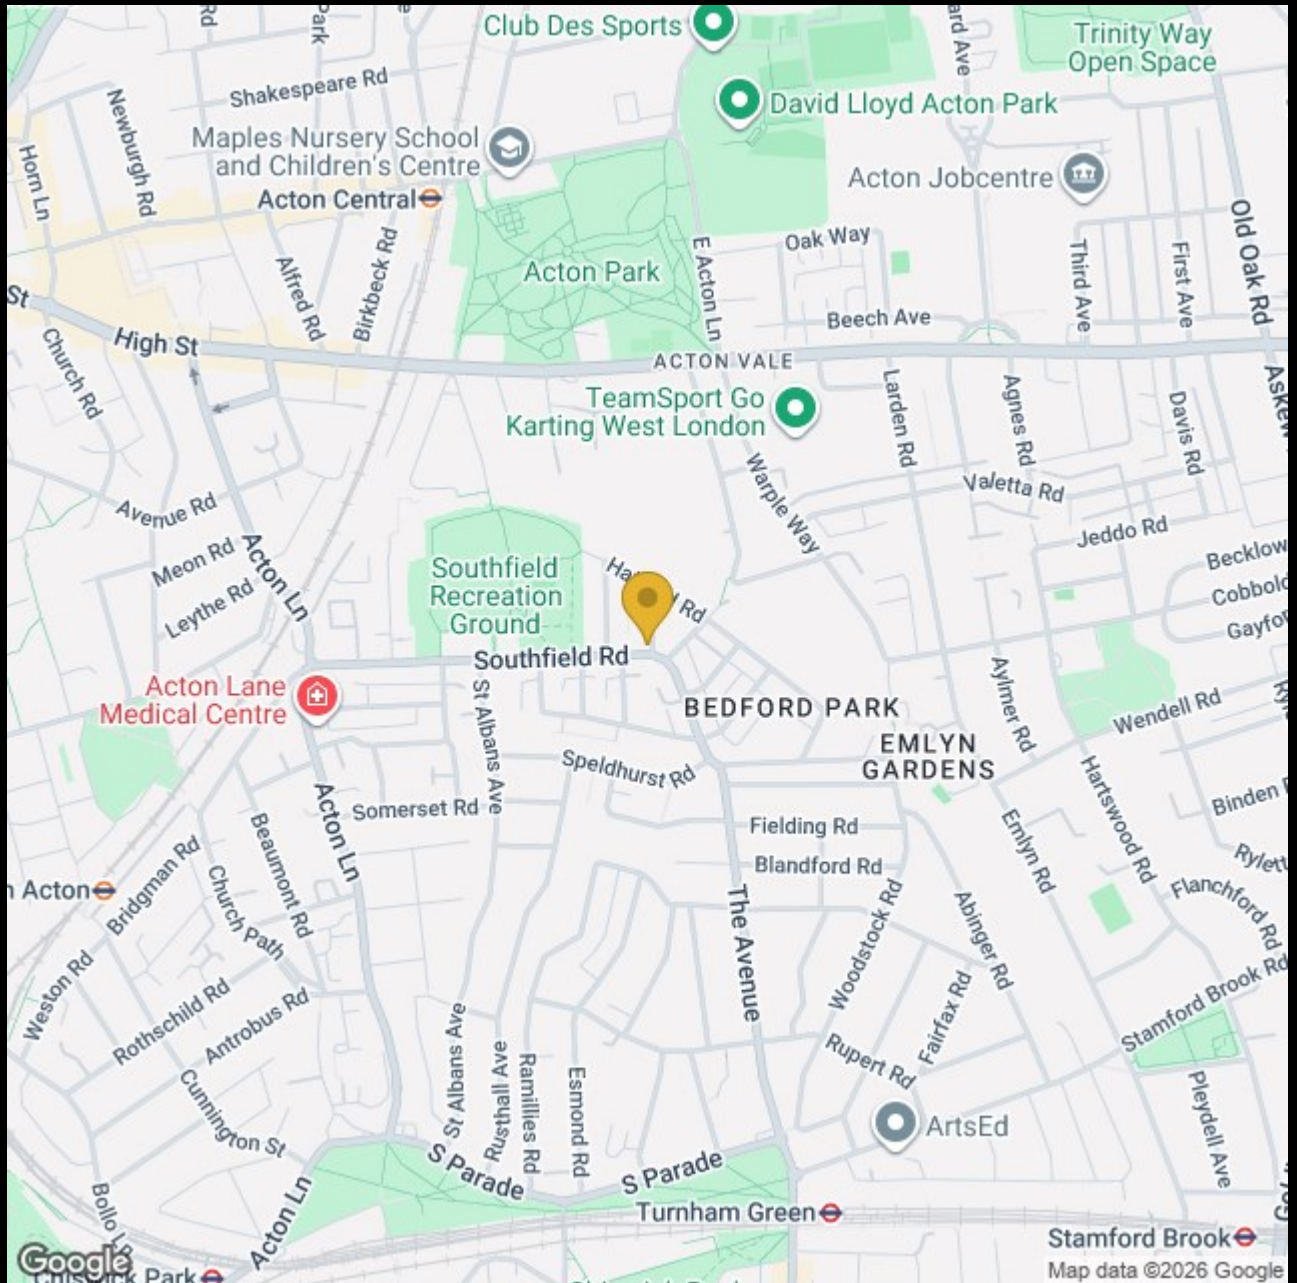 Club Des Sports
Trinity Way
Open Space
Shakespeare Rd
David Lloyd Acton Park
Newburgh Rd
Horn Ln
Maples Nursery School
and Children's Centre
Acton Jobcentre
Acton Central
Old Oak Rd
Oak Way
E Acton Ln
Third Ave
First Ave
Alfred Rd
Birkbeck Rd
Acton Park
St
High St
Beech Ave
Church Rd
ACTON VALE
TeamSport Go
Karting West London
Larden Rd
Agnes Rd
Davis Rd
Warple Way
Valetta Rd
Avenue Rd
Jeddo Rd
Meon Rd
Acton Ln
Leythe Rd
Southfield
Recreation
Ground
Rd
Southfield Rd
Acton Lane
Medical Centre
St Albans Ave
BEDFORD PARK
Aylmer Rd
Wendell Rd
EMLYN
GARDENS
Speldhurst Rd
Hartswood Rd
Somerset Rd
Acton Ln
Fielding Rd
Emlyn Rd
Binden
Beaumont Rd
Blandford Rd
Acton
Bridgman Rd
Church Path
The Avenue
Woodstock Rd
Abinger Rd
Flanchford Rd
Weston Rd
Rothschild Rd
Antrobus Rd
Fairfax Rd
Stamford Brook Rd
St Albans Ave
Rusthall Ave
Ramillies Rd
Esmond Rd
Rupert Rd
Cunnington St
Pleydell Ave
ArtsEd
S Parade
S Parade
Acton Ln
Turnham Green
Stamford Brook
Google
Map data ©2026 Google